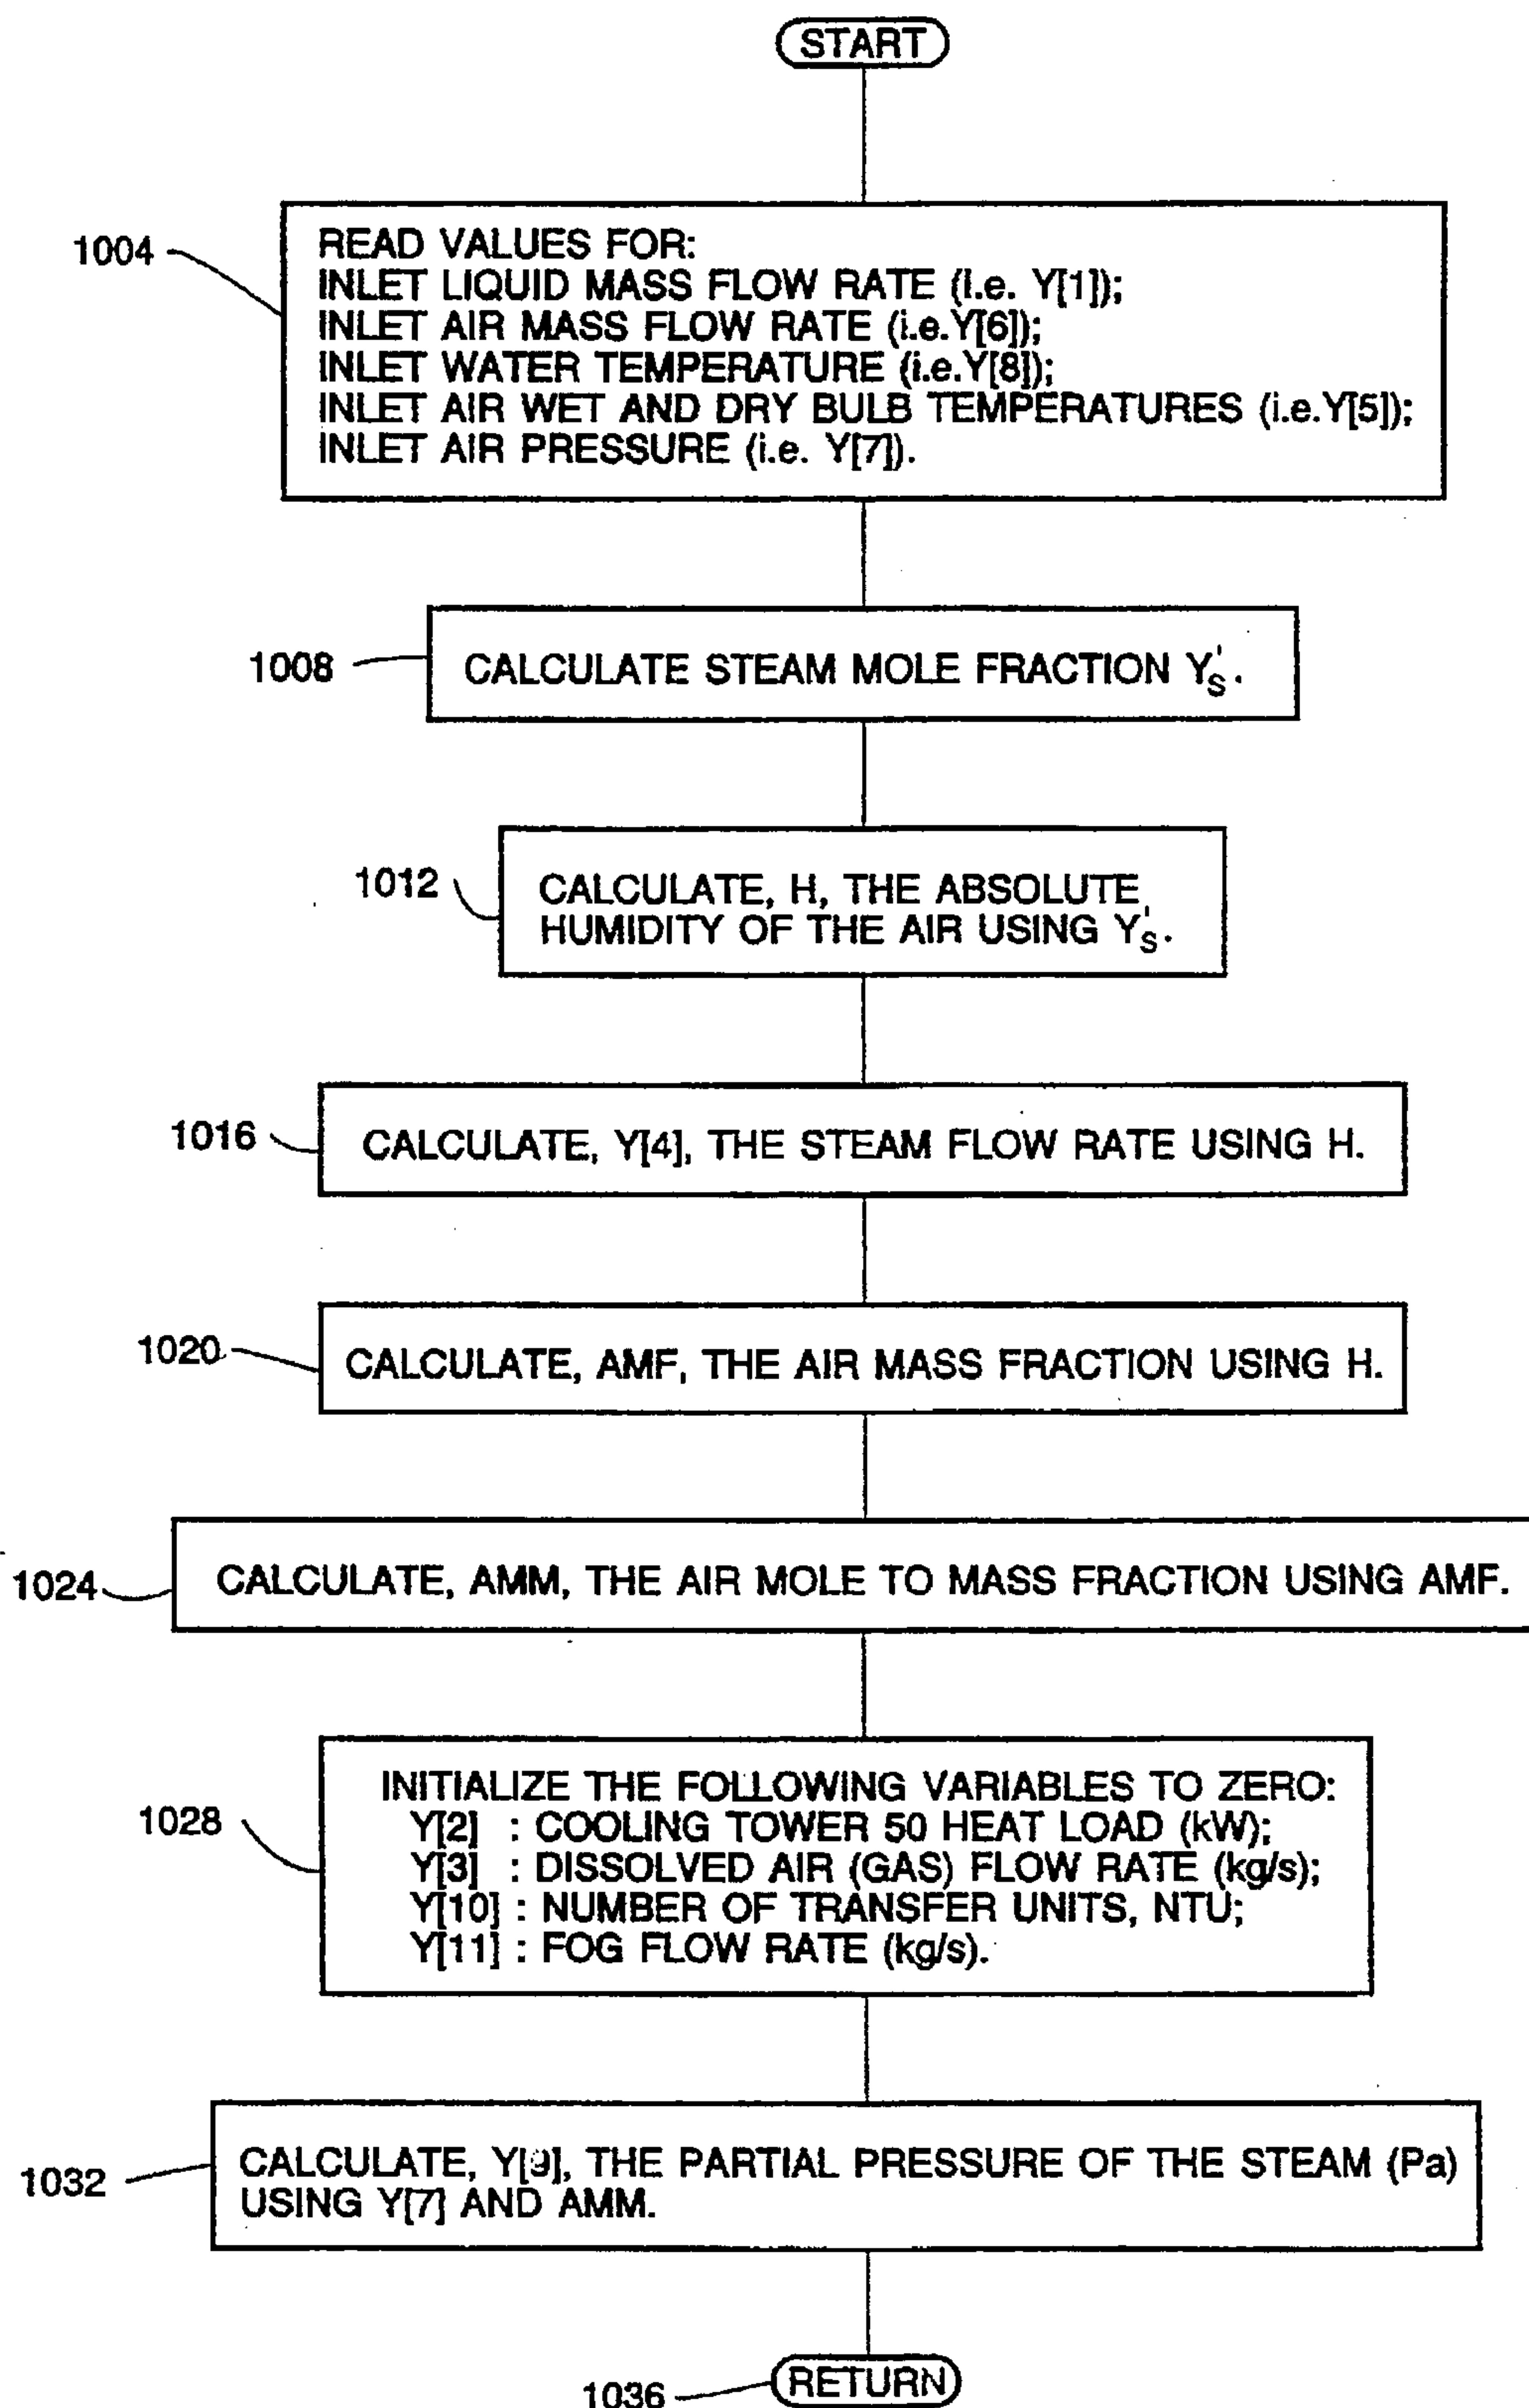 START
1004
READ VALUES FOR:
INLET LIQUID MASS FLOW RATE (i.e. Y[1]);
INLET AIR MASS FLOW RATE (i.e.Y[6]);
INLET WATER TEMPERATURE (i.e.Y[8]);
INLET AIR WET AND DRY BULB TEMPERATURES (i.e.Y[5]);
INLET AIR PRESSURE (i.e. Y[7]).
1008
CALCULATE STEAM MOLE FRACTION Y'S.
1012
CALCULATE, H, THE ABSOLUTE
HUMIDITY OF THE AIR USING Y'S.
1016
CALCULATE, Y[4], THE STEAM FLOW RATE USING H.
1020
CALCULATE, AMF, THE AIR MASS FRACTION USING H.
1024
CALCULATE, AMM, THE AIR MOLE TO MASS FRACTION USING AMF.
1028
INITIALIZE THE FOLLOWING VARIABLES TO ZERO:
Y[2] : COOLING TOWER 50 HEAT LOAD (kW);
Y[3] : DISSOLVED AIR (GAS) FLOW RATE (kg/s);
Y[10] : NUMBER OF TRANSFER UNITS, NTU;
Y[11] : FOG FLOW RATE (kg/s).
1032
CALCULATE, Y[9], THE PARTIAL PRESSURE OF THE STEAM (Pa)
USING Y[7] AND AMM.
1036
RETURN